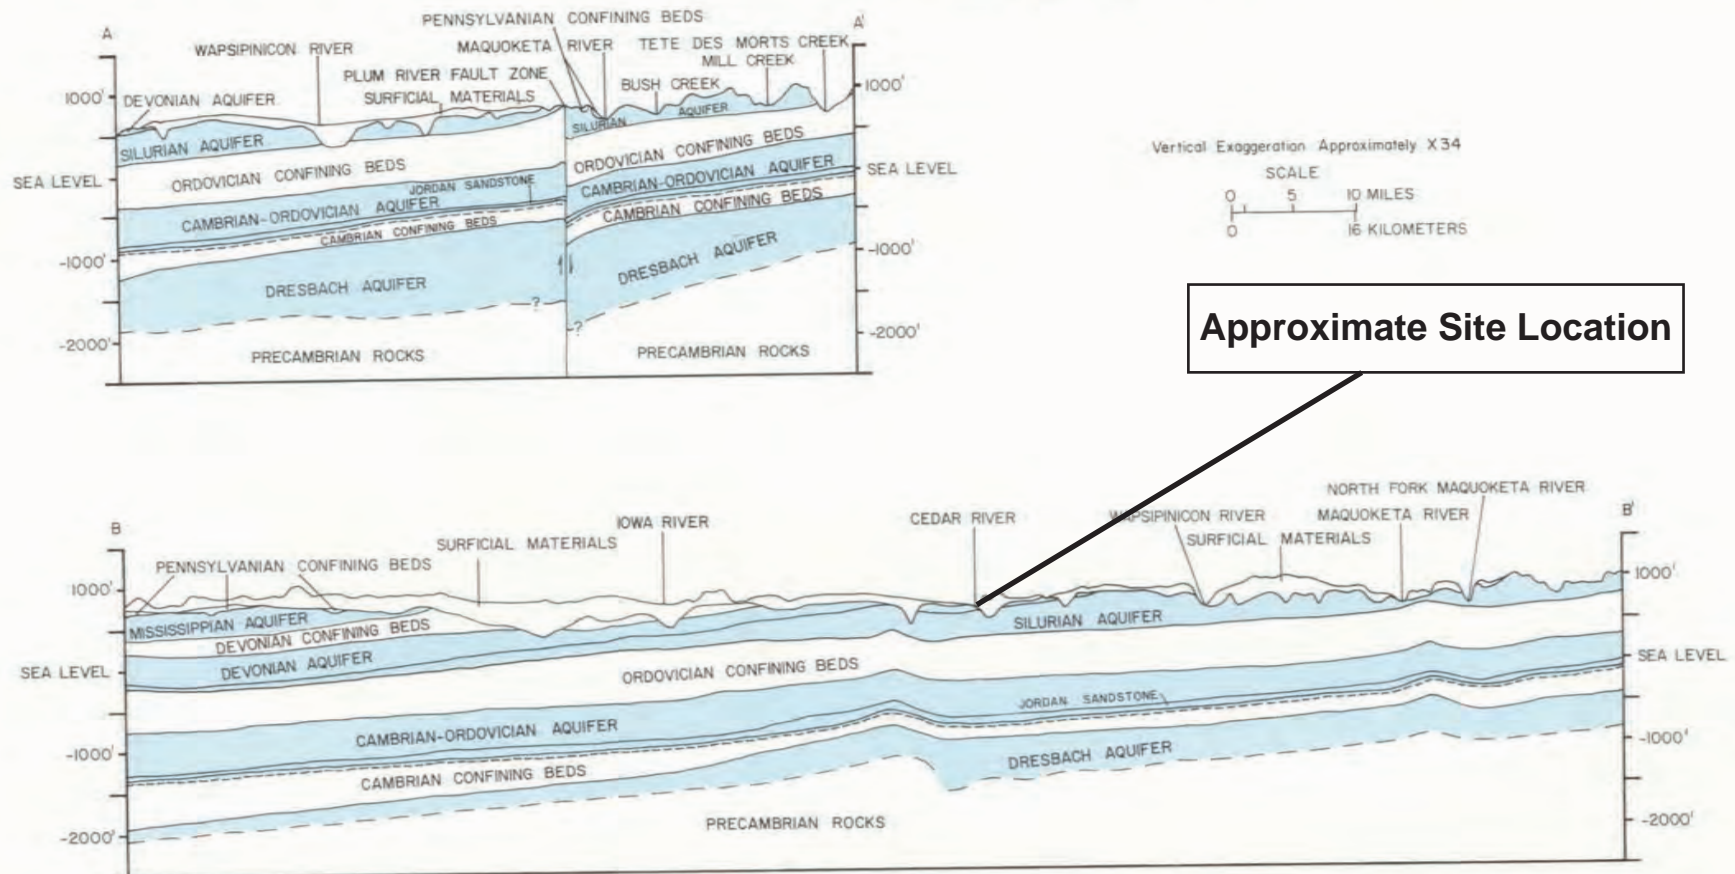 PENNSYLVANIAN CONFINING BEDS
A
A'
WAPSIPINICON RIVER
MAQUOKETA RIVER
TETE DES MORTS CREEK
MILL CREEK
PLUM RIVER FAULT ZONE
BUSH CREEK
1000'
DEVONIAN AQUIFER
SURFICIAL MATERIALS
1000'
SILURIAN AQUIFER
SILURIAN AQUIFER
ORDOVICIAN CONFINING BEDS
ORDOVICIAN CONFINING BEDS
SEA LEVEL
JORDAN SANDSTONE
CAMBRIAN-ORDOVICIAN AQUIFER
SEA LEVEL
CAMBRIAN-ORDOVICIAN AQUIFER
CAMBRIAN CONFINING BEDS
CAMBRIAN CONFINING BEDS
-1000'
-1000'
DRESBACH AQUIFER
DRESBACH AQUIFER
?
?
-2000'
-2000'
PRECAMBRIAN ROCKS
PRECAMBRIAN ROCKS
Vertical Exaggeration Approximately X34
SCALE
0 5 10 MILES
0 16 KILOMETERS
Approximate Site Location
B
B'
IOWA RIVER
CEDAR RIVER
NORTH FORK MAQUOKETA RIVER
WAPSIPINICON RIVER
MAQUOKETA RIVER
SURFICIAL MATERIALS
SURFICIAL MATERIALS
PENNSYLVANIAN CONFINING BEDS
1000'
1000'
MISSISSIPPIAN AQUIFER
SILURIAN AQUIFER
DEVONIAN CONFINING BEDS
DEVONIAN AQUIFER
SEA LEVEL
ORDOVICIAN CONFINING BEDS
SEA LEVEL
JORDAN SANDSTONE
CAMBRIAN-ORDOVICIAN AQUIFER
-1000'
-1000'
CAMBRIAN CONFINING BEDS
DRESBACH AQUIFER
-2000'
PRECAMBRIAN ROCKS
-2000'